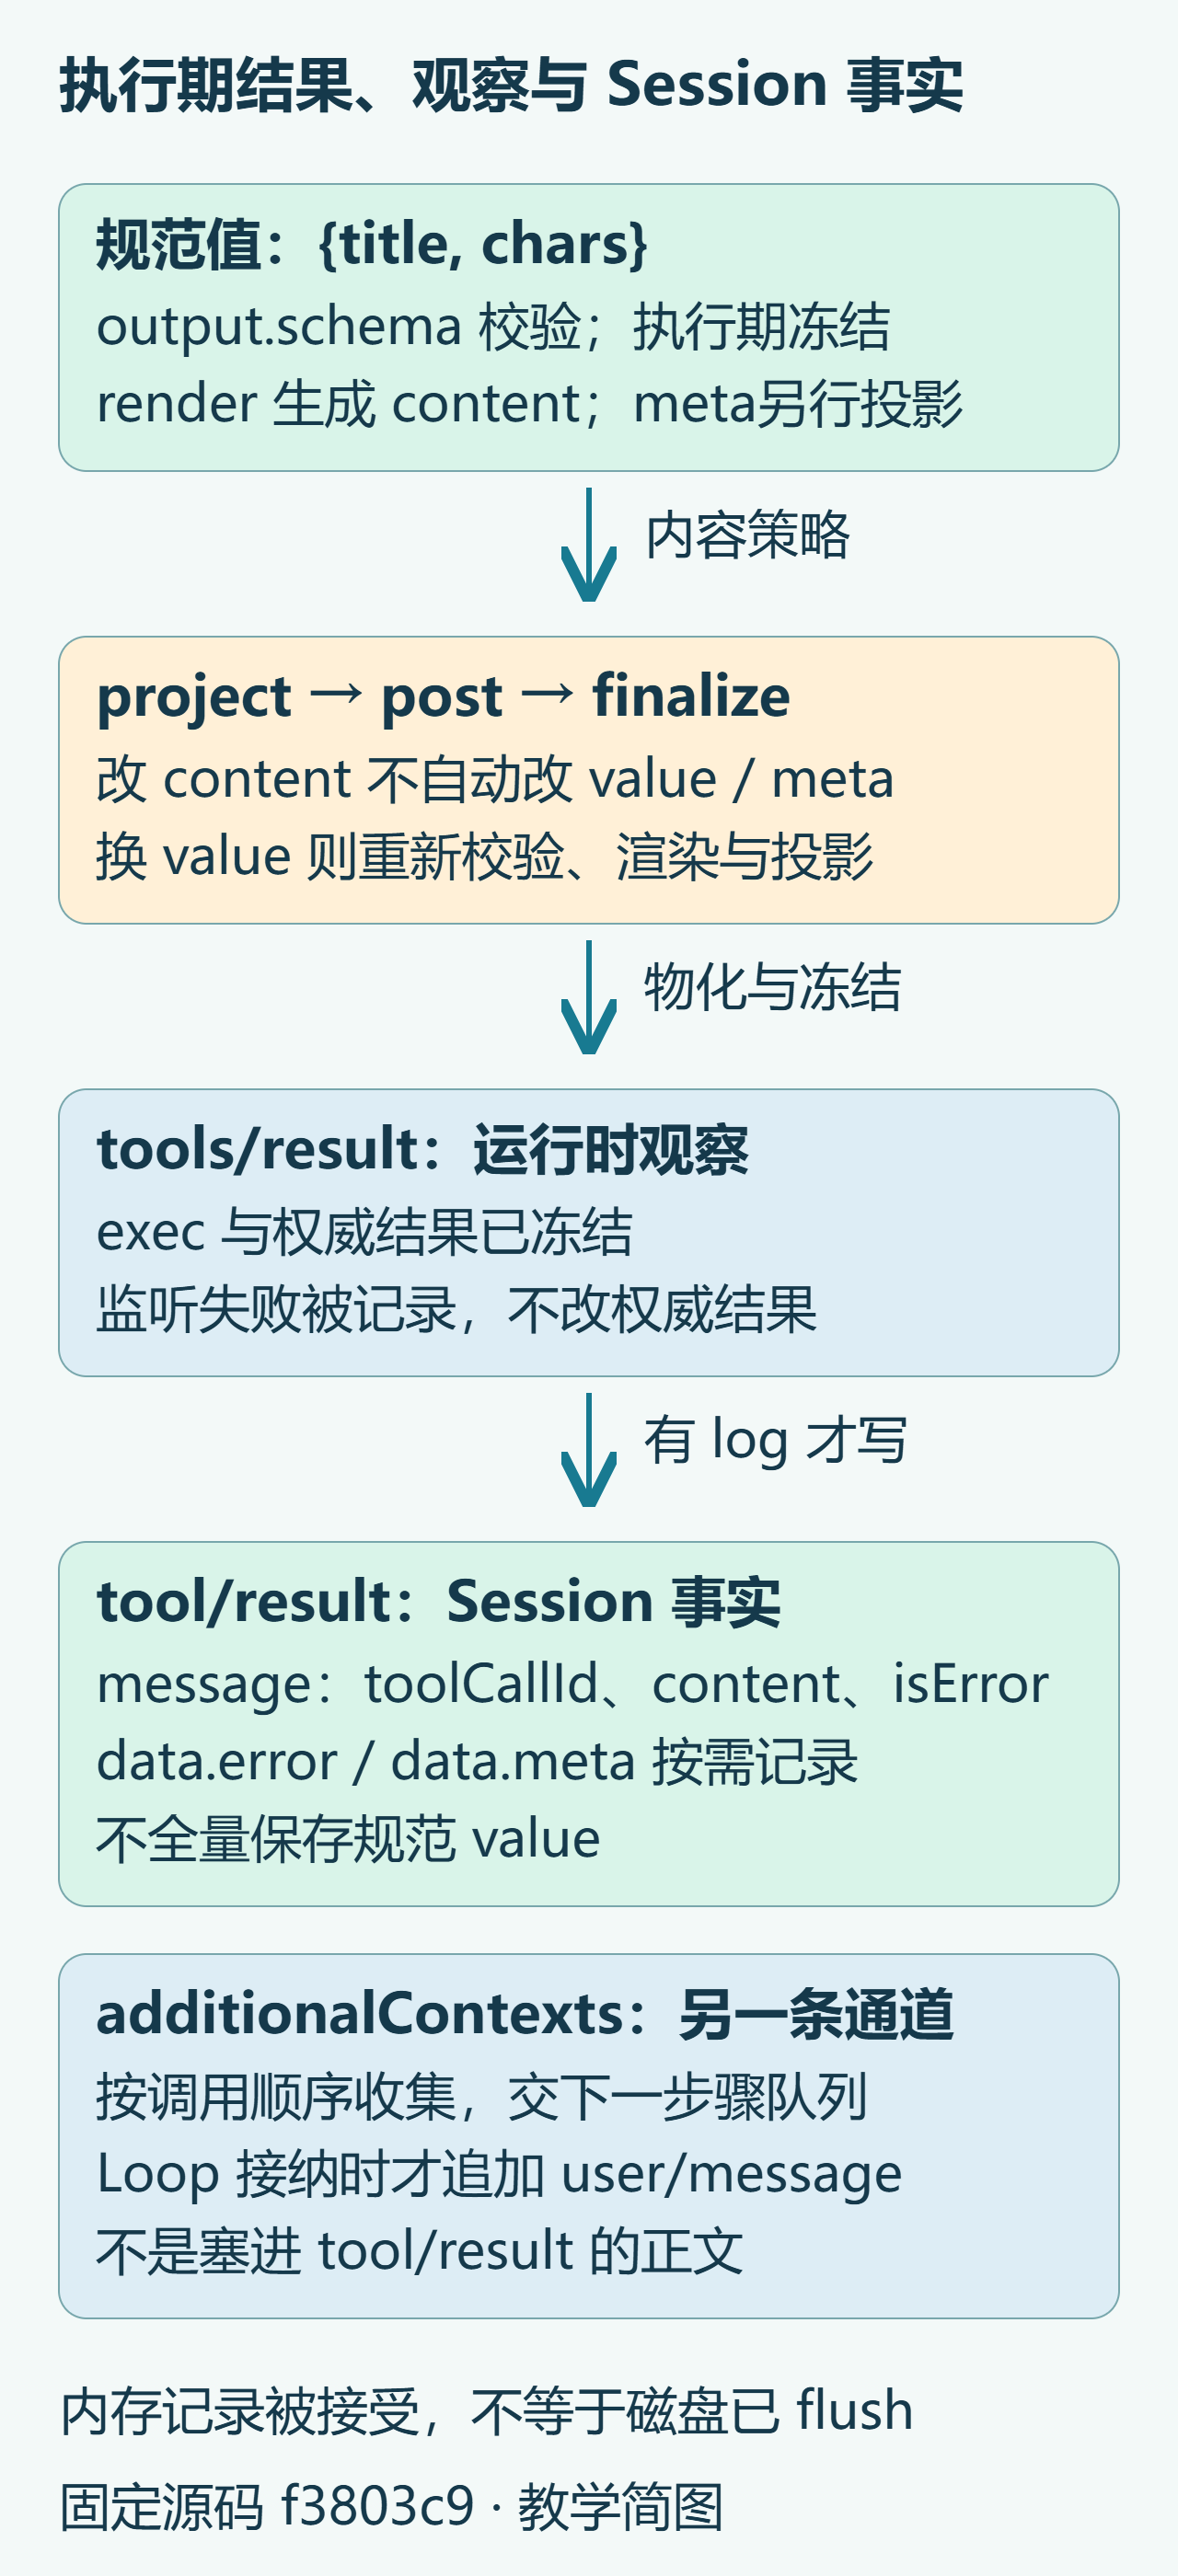 执行期结果、观察与 Session 事实
规范值：{title, chars}
output.schema 校验；执行期冻结
render 生成 content；meta另行投影
内容策略
project → post → finalize
改 content 不自动改 value / meta
换 value 则重新校验、渲染与投影
物化与冻结
tools/result：运行时观察
exec 与权威结果已冻结
监听失败被记录，不改权威结果
有 log 才写
tool/result：Session 事实
message：toolCallId、content、isError
data.error / data.meta 按需记录
不全量保存规范 value
additionalContexts：另一条通道
按调用顺序收集，交下一步骤队列
Loop 接纳时才追加 user/message
不是塞进 tool/result 的正文
内存记录被接受，不等于磁盘已 flush
固定源码 f3803c9 · 教学简图